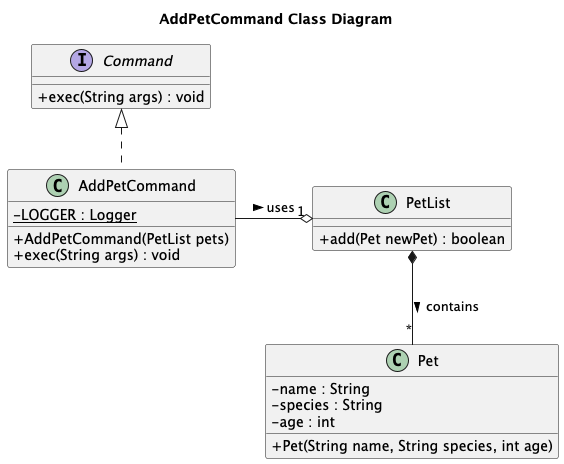 AddPetCommand Class Diagram
I Command
+exec(String args) : void
C AddPetCommand
-LOGGER : Logger
+AddPetCommand(PetList pets)
+exec(String args) : void
uses 1
C PetList
+add(Pet newPet) : boolean
contains
*
C Pet
-name : String
-species : String
-age : int
+Pet(String name, String species, int age)